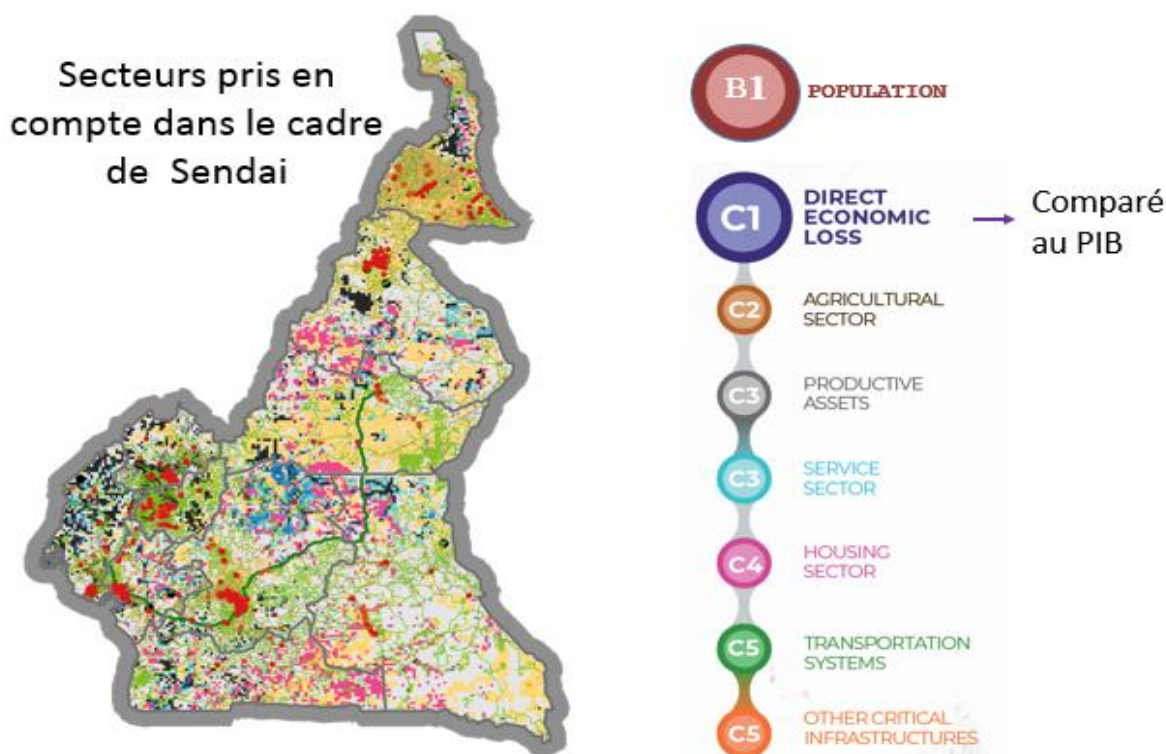 Secteurs pris en
compte dans le cadre
de Sendai
B1 POPULATION
C1 DIRECT
ECONOMIC
LOSS
Comparé
au PIB
C2 AGRICULTURAL
SECTOR
C3 PRODUCTIVE
ASSETS
C3 SERVICE
SECTOR
C4 HOUSING
SECTOR
C5 TRANSPORTATION
SYSTEMS
C5 OTHER CRITICAL
INFRASTRUCTURES